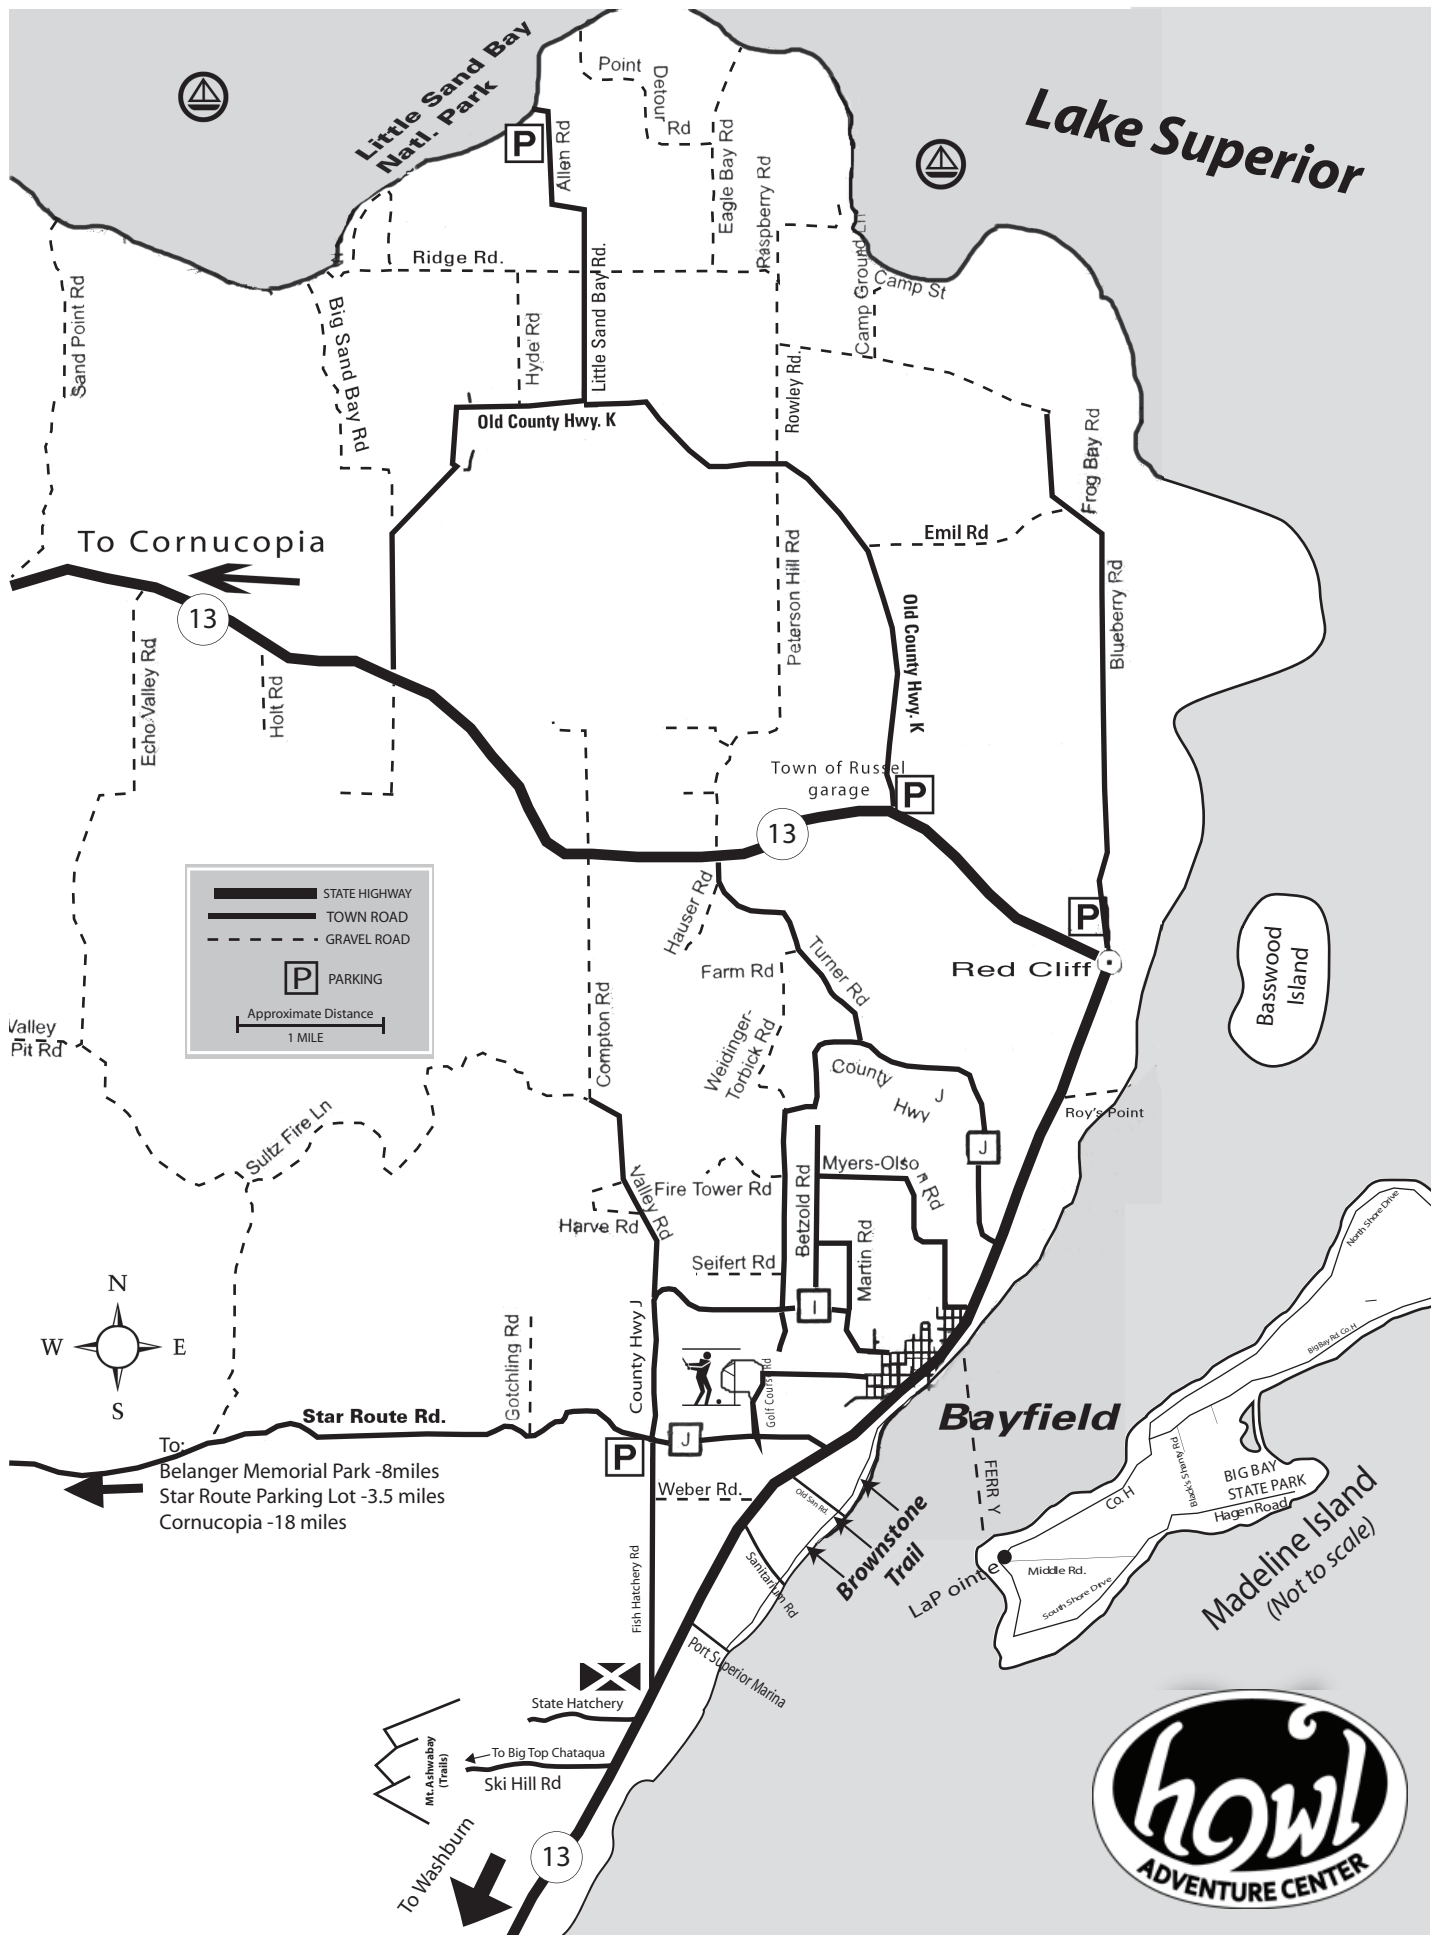 Little Sand Bay
Natl. Park
Lake Superior
Point
Detour
Rd
P
Allen Rd
Eagle Bay Rd
Raspberry Rd
Camp Ground Ln
Camp St
Ridge Rd.
Sand Point Rd
Big Sand Bay Rd
Hyde Rd
Little Sand Bay Rd.
Rowley Rd.
Old County Hwy. K
Frog Bay Rd
Emil Rd
To Cornucopia
13
Peterson Hill Rd
Old County Hwy. K
Blueberry Rd
Echo Valley Rd
Holt Rd
Town of Russel
garage
P
13
STATE HIGHWAY
TOWN ROAD
GRAVEL ROAD
P
PARKING
Approximate Distance
1 MILE
Hauser Rd
P
Red Cliff
Farm Rd
Turner Rd
Basswood
Island
Compton Rd
Weidinger-
Torbick Rd
Valley
Pit Rd
County
Hwy
J
Roy's Point
J
Sultz Fire Ln
Valley Rd
Myers-Olso
n Rd
Fire Tower Rd
Betzold Rd
Harve Rd
Martin Rd
Seifert Rd
I
N
W
E
S
County Hwy J
Gotchling Rd
Golf Course Rd
North Shore Drive
Big Bay Rd. Co. H
Star Route Rd.
J
Bayfield
P
To:
Belanger Memorial Park -8miles
Star Route Parking Lot -3.5 miles
Cornucopia -18 miles
Weber Rd.
Old San Rd.
FERR Y
Co. H
Black's Shanty Rd.
BIG BAY
STATE PARK
Hagen Road
Brownstone
Trail
Sanitarium Rd
LaP oint e
Middle Rd.
South Shore Drive
Madeline Island
(Not to scale)
Fish Hatchery Rd
Port Superior Marina
State Hatchery
Mt. Ashwabay
(Trails)
To Big Top Chataqua
Ski Hill Rd
13
To Washburn
howl
ADVENTURE CENTER